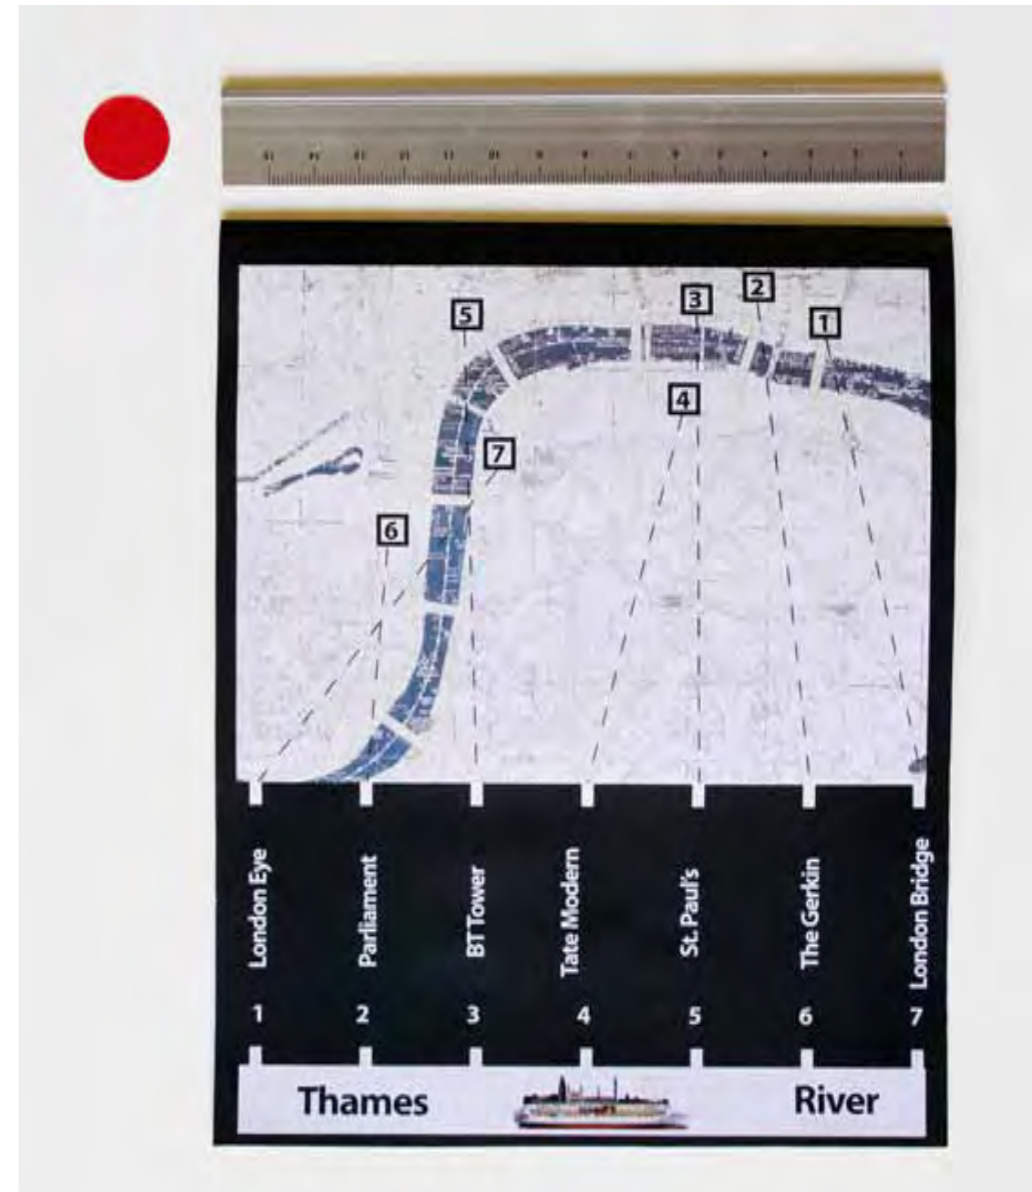 2
3
1
5
4
7
6
London Eye
Parliament
BT Tower
Tate Modern
St. Paul's
The Gerkin
London Bridge
1 2 3 4 5 6 7
Thames River